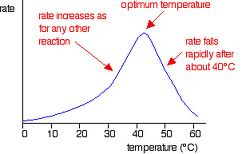 optimum temperature
rate
rate increases as
for any other
reaction
rate falls
rapidly after
about 40°C
0 10 20 30 40 50 60
temperature (°C)